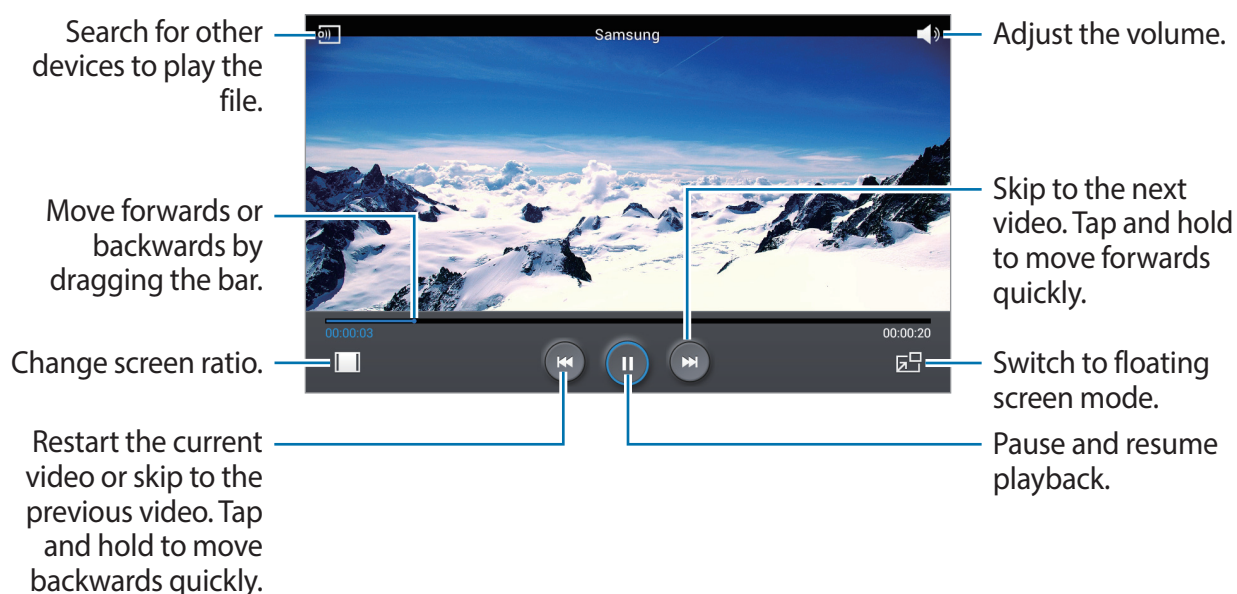 Search for other
devices to play the
file.
Samsung
Adjust the volume.
Move forwards or
backwards by
dragging the bar.
Skip to the next
video. Tap and hold
to move forwards
quickly.
00:00:03
00:00:20
Change screen ratio.
Switch to floating
screen mode.
Restart the current
video or skip to the
previous video. Tap
and hold to move
backwards quickly.
Pause and resume
playback.